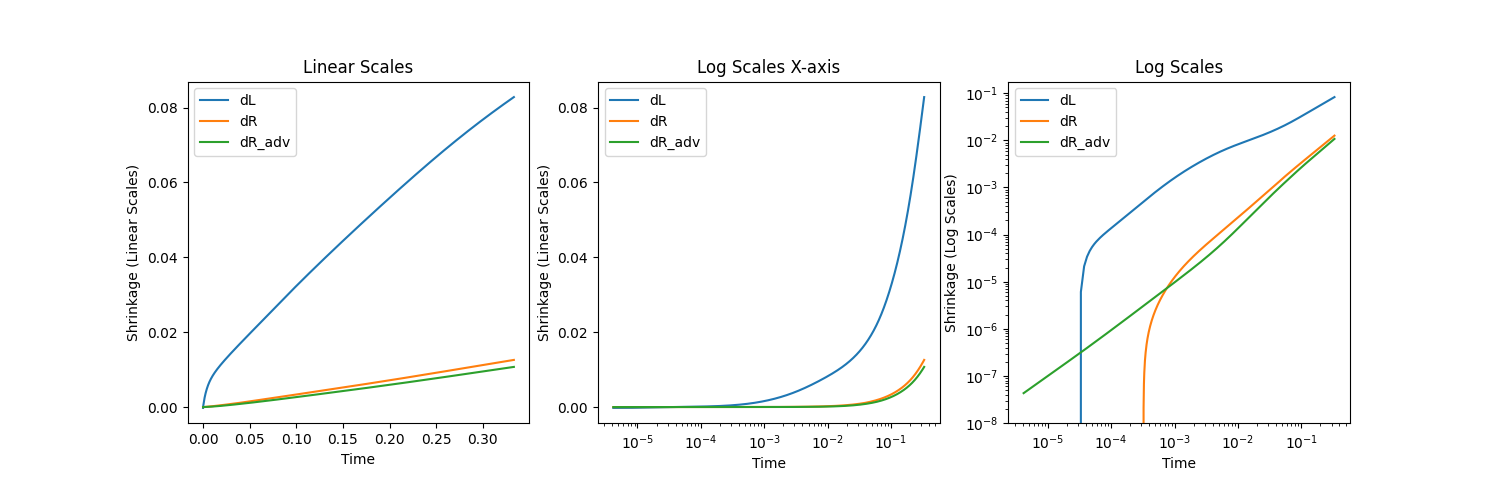 Linear Scales
dL
dR
dR_adv
0.08
0.06
0.04
0.02
0.00
Shrinkage (Linear Scales)
0.00 0.05 0.10 0.15 0.20 0.25 0.30
Time
Log Scales X-axis
dL
dR
dR_adv
0.08
0.06
0.04
0.02
0.00
Shrinkage (Linear Scales)
10⁻⁵ 10⁻⁴ 10⁻³ 10⁻² 10⁻¹
Time
Log Scales
dL
dR
dR_adv
10⁻¹
10⁻²
10⁻³
10⁻⁴
10⁻⁵
10⁻⁶
10⁻⁷
10⁻⁸
Shrinkage (Log Scales)
10⁻⁵ 10⁻⁴ 10⁻³ 10⁻² 10⁻¹
Time